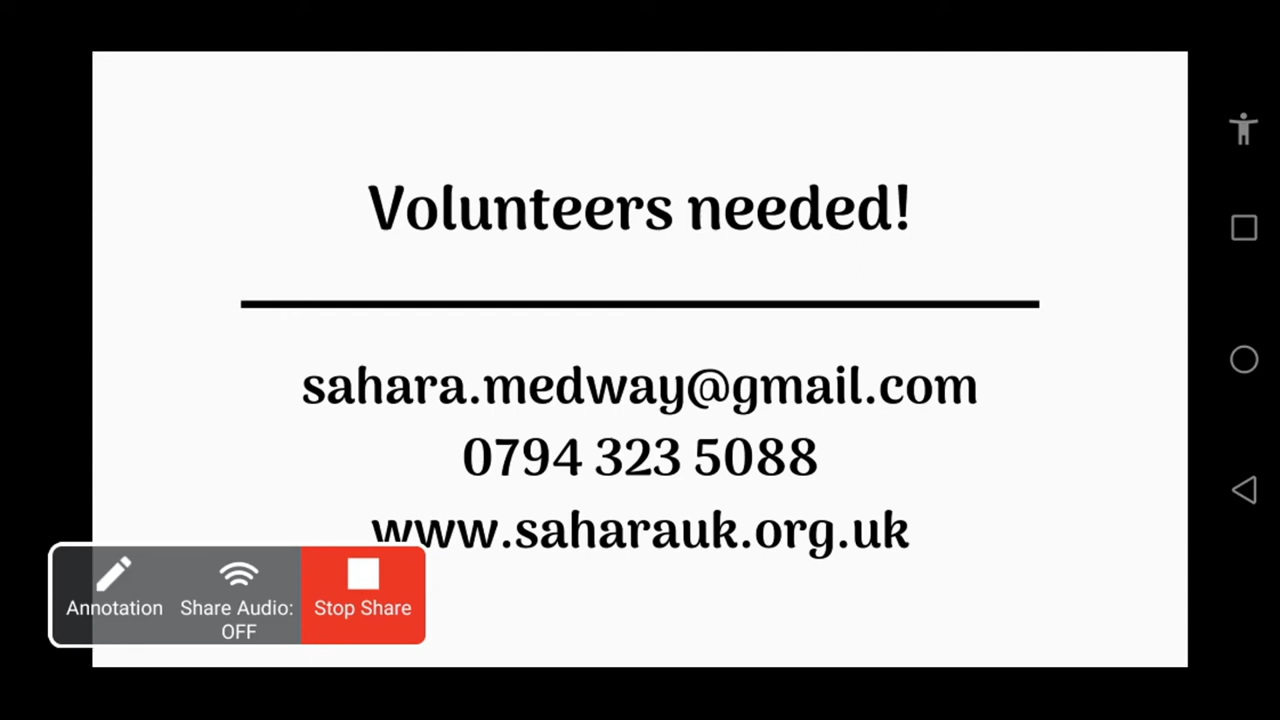 Volunteers needed!
sahara.medway@gmail.com
0794 323 5088
www.saharauk.org.uk
Annotation
Share Audio:
OFF
Stop Share